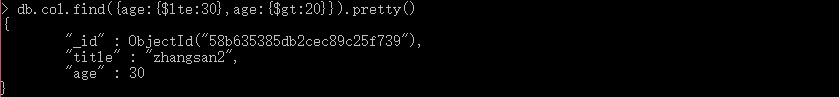 > db.col.find({age:{$lte:30},age:{$gt:20}}).pretty()
{
        "_id" : ObjectId("58b635385db2cec89c25f739"),
        "title" : "zhangsan2",
        "age" : 30
}